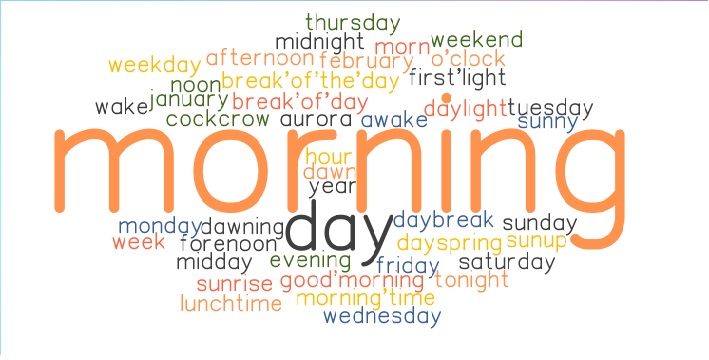 thursday
midnight morn weekend
weekday afternoon february o'clock
noon break'of'the'day first'light
wake january break'of'day daylight tuesday
cockcrow aurora awake sunny
morning
hour
dawn
year
day
monday dawning daybreak sunday
week forenoon dayspring sunup
midday evening friday saturday
sunrise good'morning tonight
lunchtime morning'time
wednesday